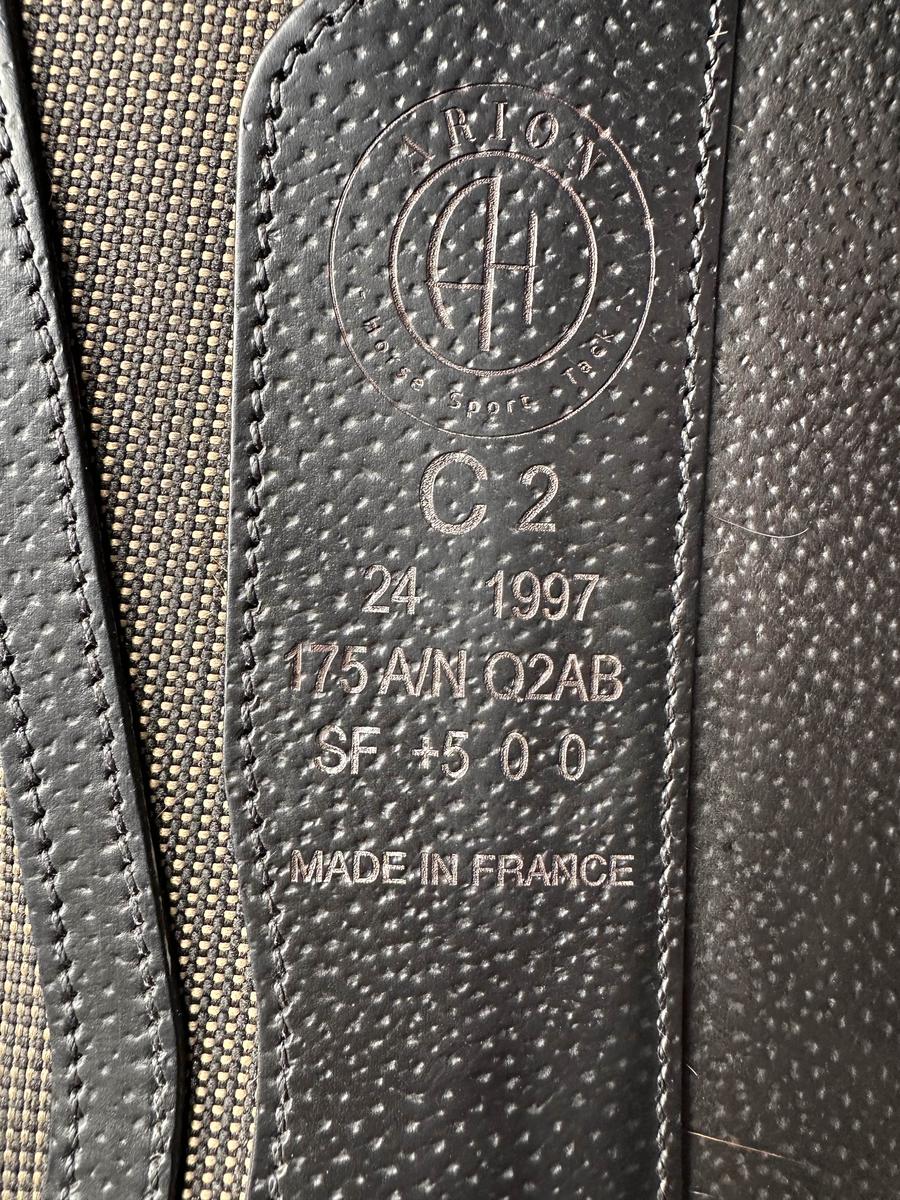 ARION
AH
- Horse Sport Tack -
C 2
24 1997
175 A/N Q2AB
SF +5 0 0
MADE IN FRANCE